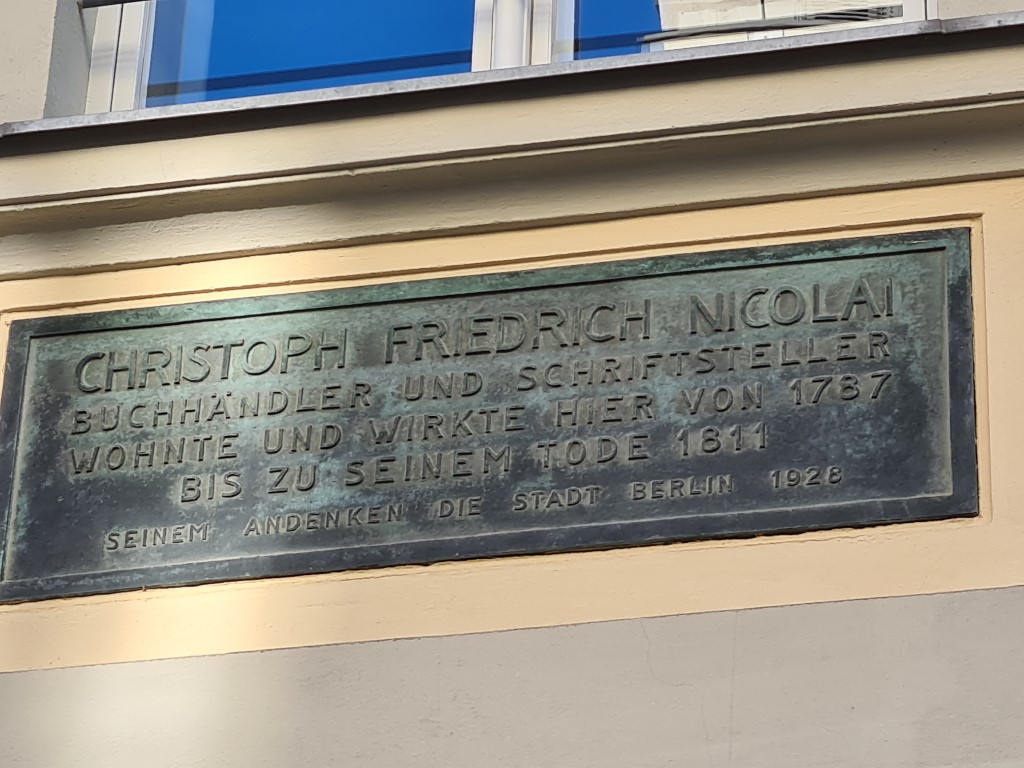 CHRISTOPH FRIEDRICH NICOLAI
BUCHHÄNDLER UND SCHRIFTSTELLER
WOHNTE UND WIRKTE HIER VON 1787
BIS ZU SEINEM TODE 1811
SEINEM ANDENKEN DIE STADT BERLIN 1928